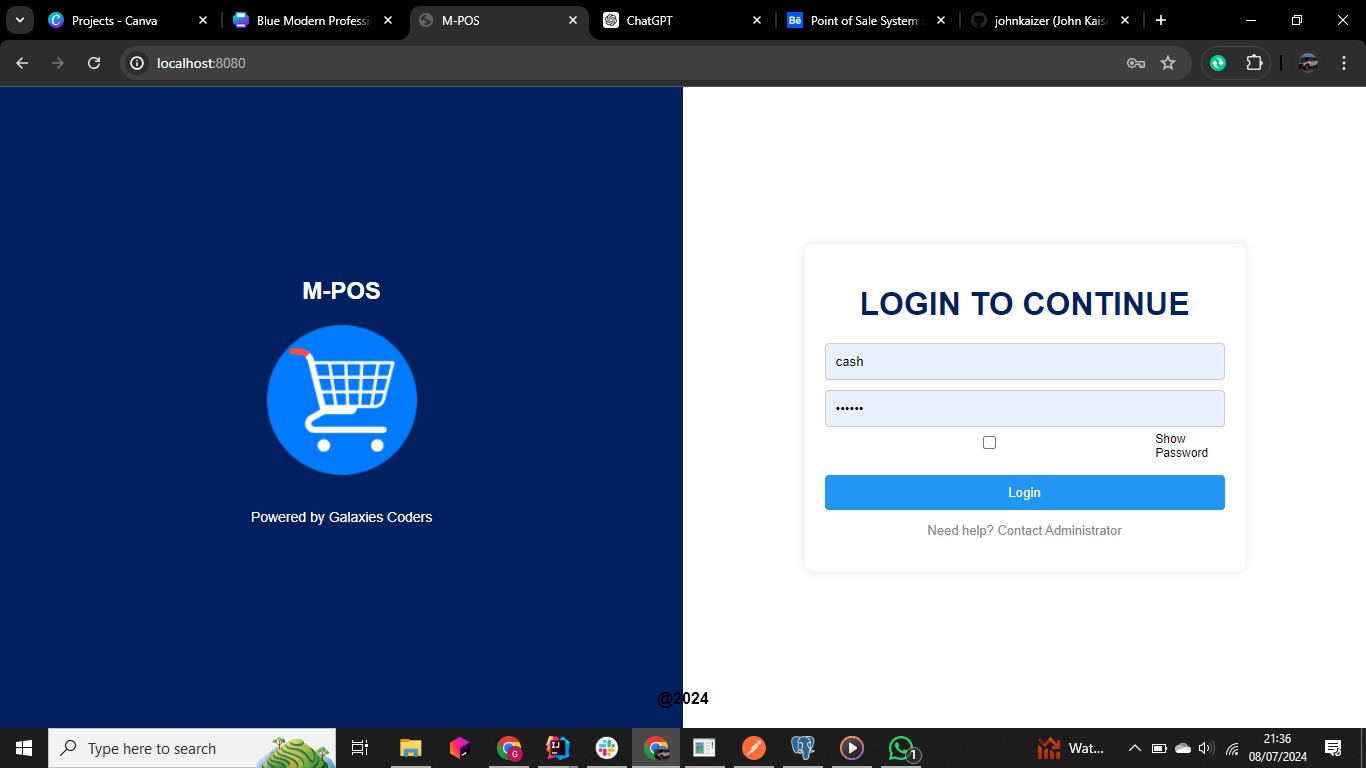 Projects - Canva
Blue Modern Professi
M-POS
ChatGPT
Point of Sale System
johnkaizer (John Kais
localhost:8080
M-POS
Powered by Galaxies Coders
LOGIN TO CONTINUE
cash
••••••
Show
Password
Login
Need help? Contact Administrator
@2024
Type here to search
Wat...
21:36
08/07/2024
1